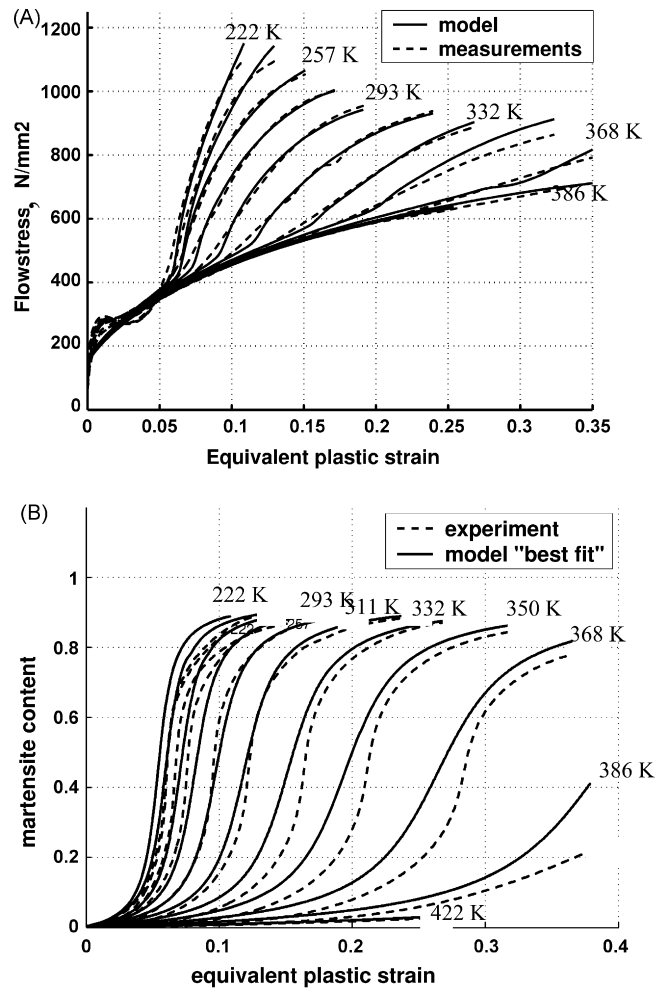 (A)
1200
1000
800
600
400
200
0
Flowstress, N/mm2
222 K
257 K
293 K
332 K
368 K
386 K
model
measurements
0 0.05 0.1 0.15 0.2 0.25 0.3 0.35
Equivalent plastic strain
(B)
1
0.8
0.6
0.4
0.2
0
martensite content
experiment
model "best fit"
222 K
293 K
311 K
332 K
350 K
368 K
222
257
386 K
422 K
0 0.1 0.2 0.3 0.4
equivalent plastic strain